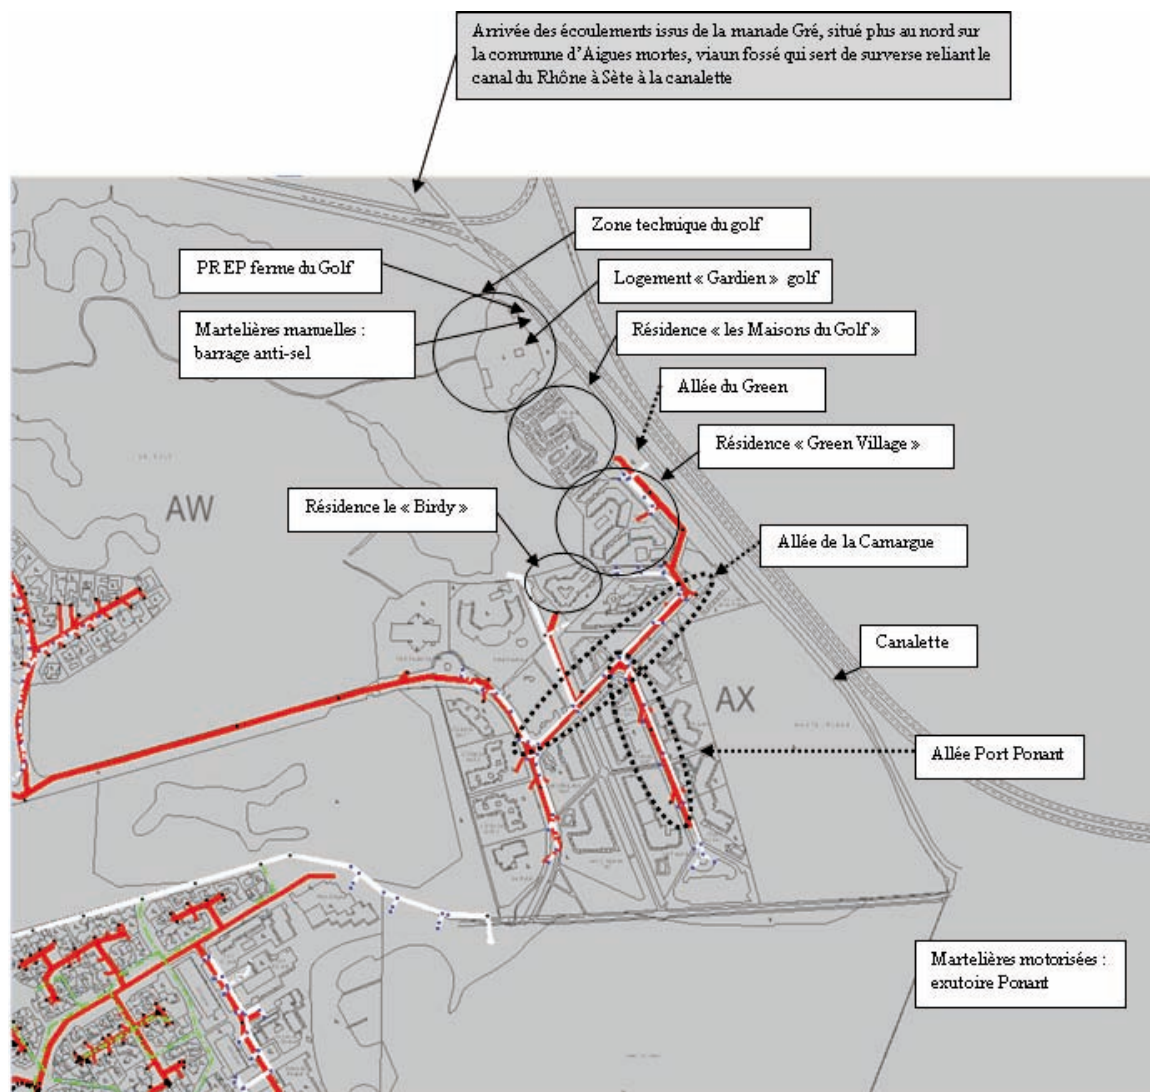 Arrivée des écoulements issus de la manade Gré, situé plus au nord sur
la commune d'Aigues mortes, viaun fossé qui sert de surverse reliant le
canal du Rhône à Sète à la canalette
Zone technique du golf
PR EP ferme du Golf
Logement « Gardien » golf
Martelières manuelles :
barrage anti-sel
Résidence « les Maisons du Golf »
Allée du Green
Résidence « Green Village »
Résidence le « Birdy »
AW
Allée de la Camargue
Canalette
AX
Allée Port Ponant
Martelières motorisées :
exutoire Ponant